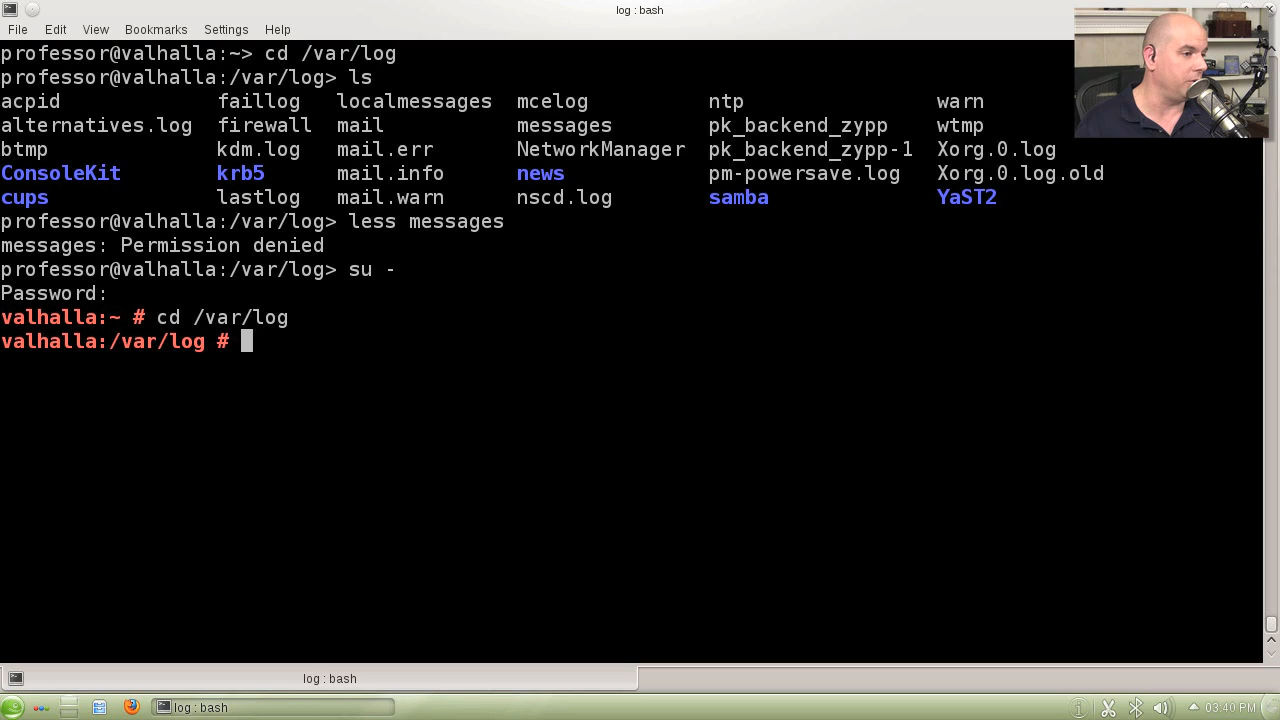 log : bash
File Edit View Bookmarks Settings Help
professor@valhalla:~> cd /var/log
professor@valhalla:/var/log> ls
acpid faillog localmessages mcelog ntp warn
alternatives.log firewall mail messages pk_backend_zypp wtmp
btmp kdm.log mail.err NetworkManager pk_backend_zypp-1 Xorg.0.log
ConsoleKit krb5 mail.info news pm-powersave.log Xorg.0.log.old
cups lastlog mail.warn nscd.log samba YaST2
professor@valhalla:/var/log> less messages
messages: Permission denied
professor@valhalla:/var/log> su -
Password:
valhalla:~ # cd /var/log
valhalla:/var/log #
log : bash
log : bash 03:40 PM